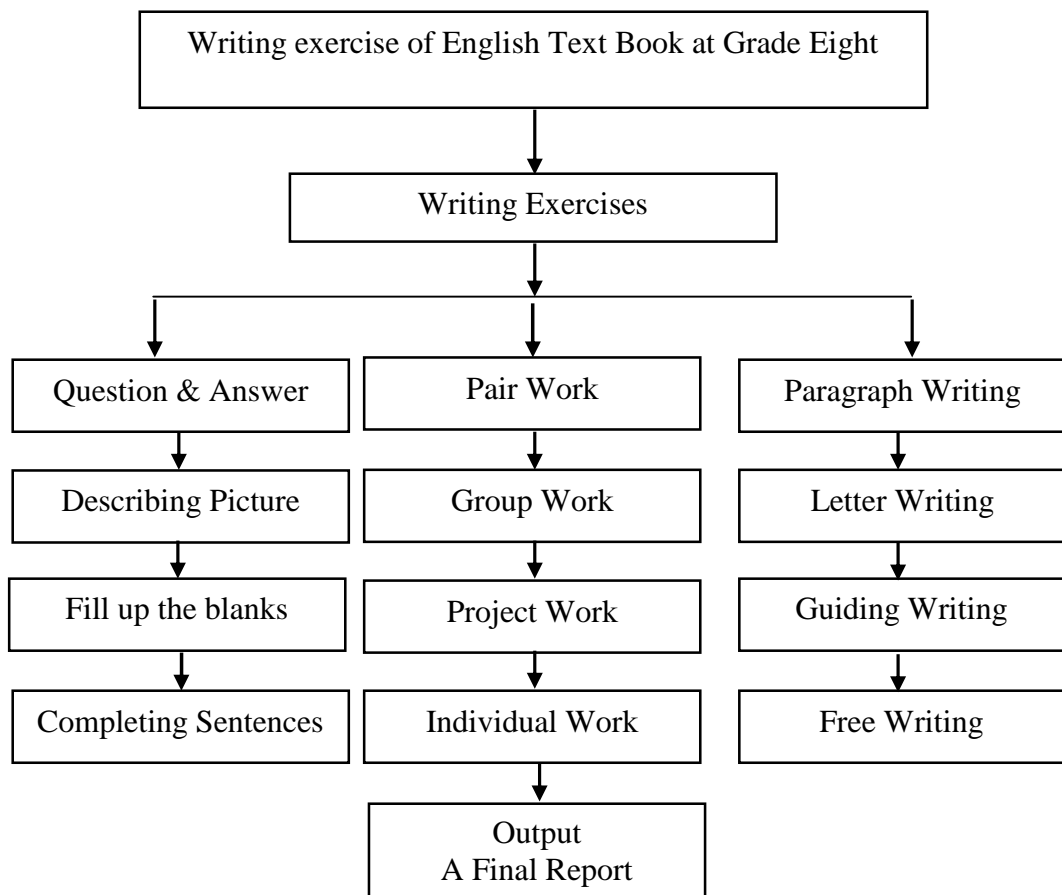 Writing exercise of English Text Book at Grade Eight
Writing Exercises
Question & Answer
Pair Work
Paragraph Writing
Describing Picture
Group Work
Letter Writing
Fill up the blanks
Project Work
Guiding Writing
Completing Sentences
Individual Work
Free Writing
Output
A Final Report